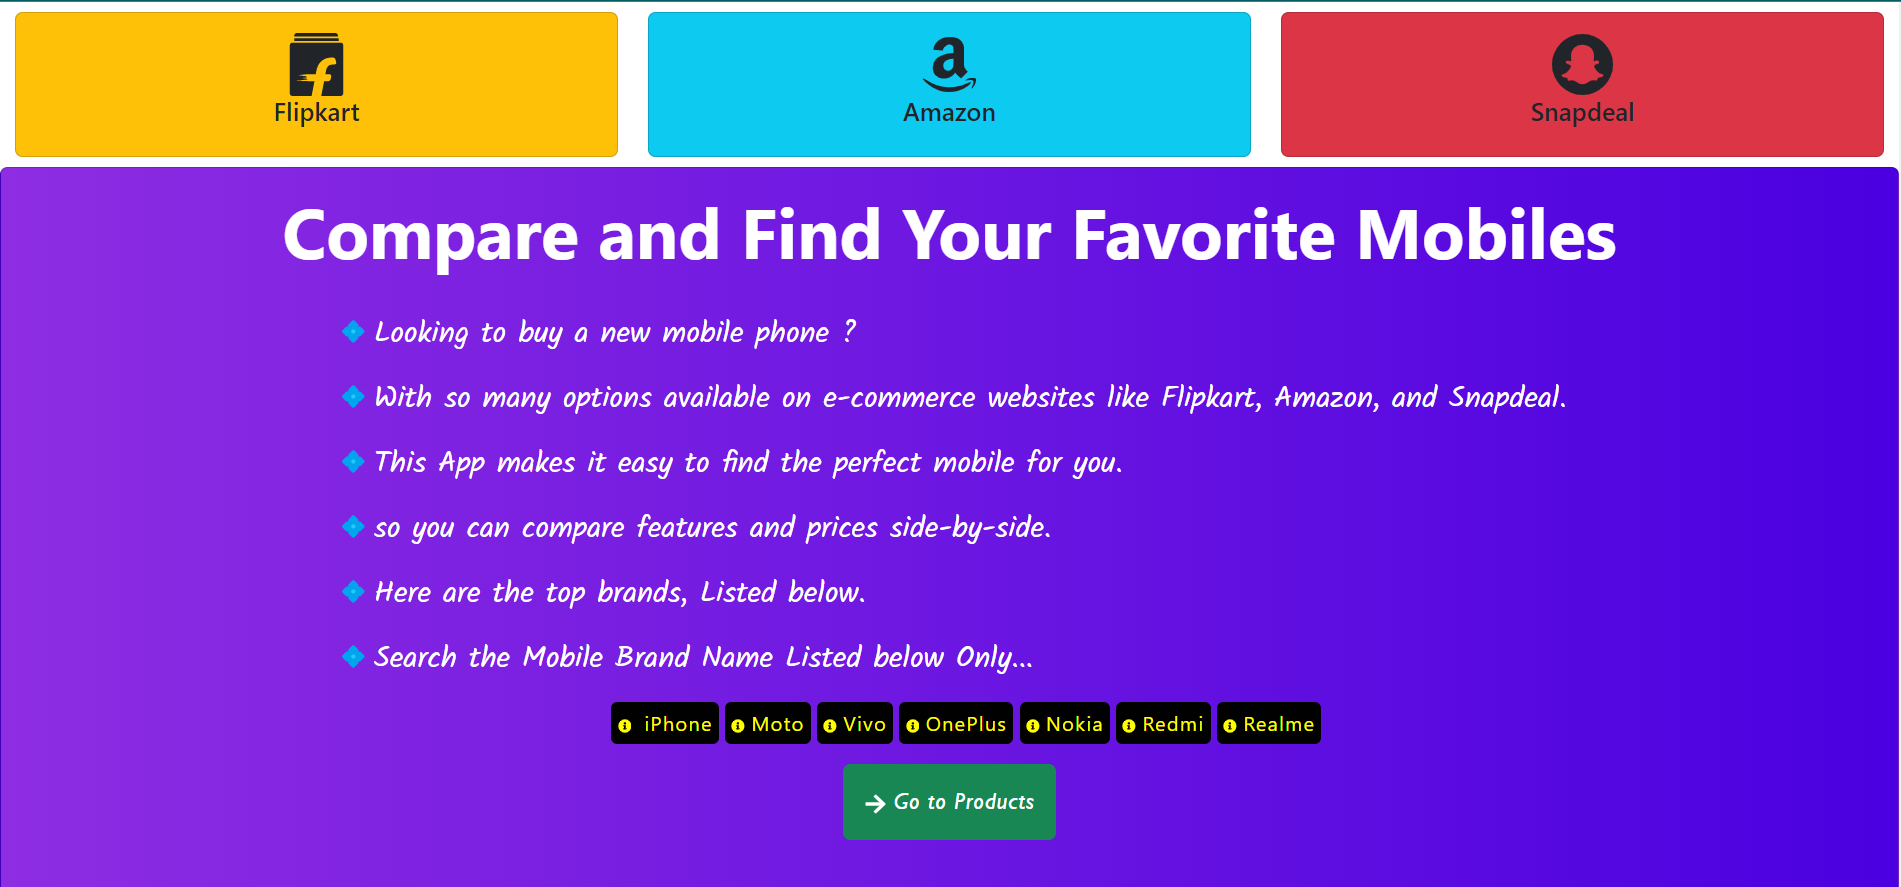 Flipkart
Amazon
Snapdeal
Compare and Find Your Favorite Mobiles
Looking to buy a new mobile phone ?
With so many options available on e-commerce websites like Flipkart, Amazon, and Snapdeal.
This App makes it easy to find the perfect mobile for you.
so you can compare features and prices side-by-side.
Here are the top brands, Listed below.
Search the Mobile Brand Name Listed below Only...
iPhone Moto Vivo OnePlus Nokia Redmi Realme
Go to Products